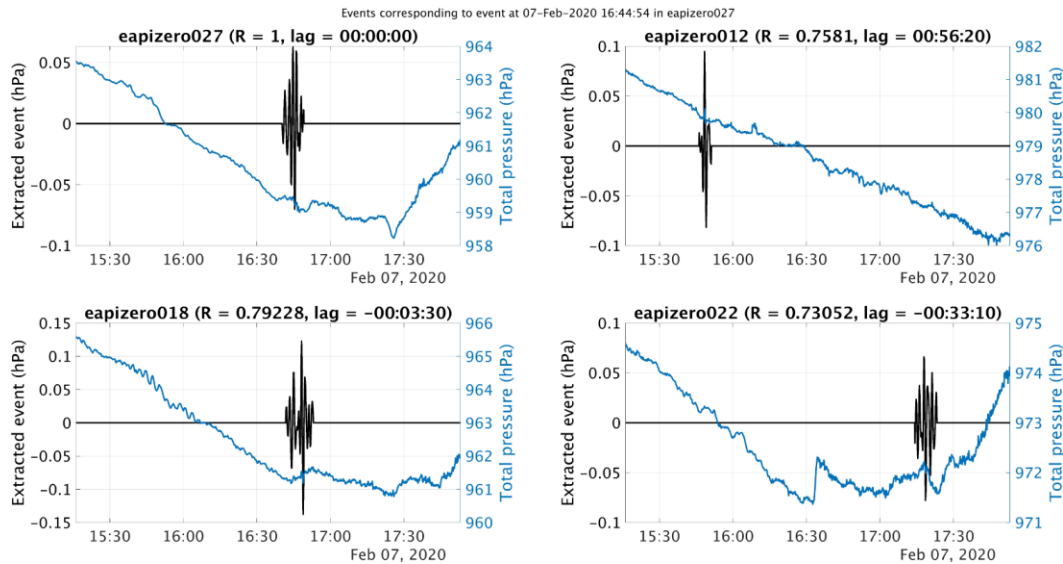 Events corresponding to event at 07-Feb-2020 16:44:54 in eapizero027
eapizero027 (R = 1, lag = 00:00:00)
Extracted event (hPa)
0.05
0
-0.05
-0.1
964
963
962
961
960
959
958
Total pressure (hPa)
15:30 16:00 16:30 17:00 17:30
Feb 07, 2020
eapizero012 (R = 0.7581, lag = 00:56:20)
Extracted event (hPa)
0.1
0.05
0
-0.05
-0.1
982
981
980
979
978
977
976
Total pressure (hPa)
15:30 16:00 16:30 17:00 17:30
Feb 07, 2020
eapizero018 (R = 0.79228, lag = -00:03:30)
Extracted event (hPa)
0.15
0.1
0.05
0
-0.05
-0.1
-0.15
966
965
964
963
962
961
960
Total pressure (hPa)
15:30 16:00 16:30 17:00 17:30
Feb 07, 2020
eapizero022 (R = 0.73052, lag = -00:33:10)
Extracted event (hPa)
0.1
0.05
0
-0.05
-0.1
975
974
973
972
971
Total pressure (hPa)
15:30 16:00 16:30 17:00 17:30
Feb 07, 2020